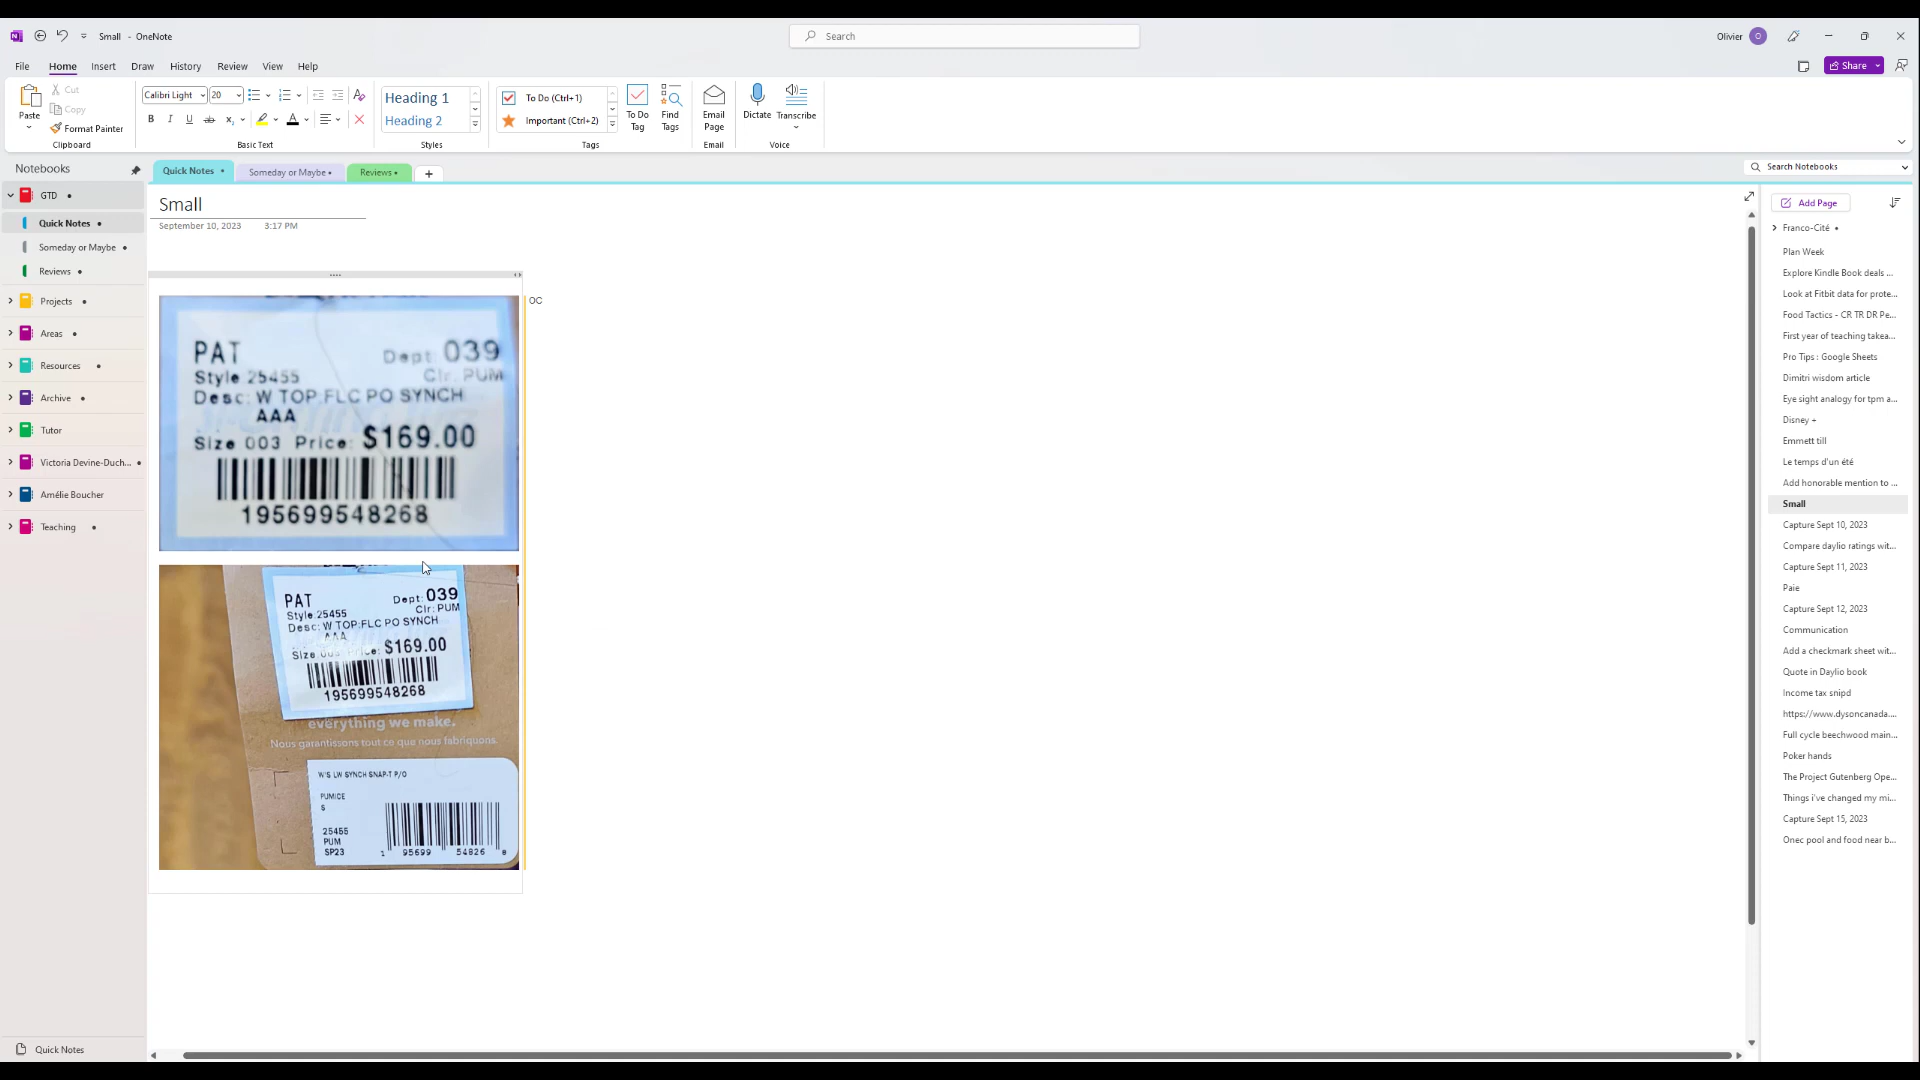 Small - OneNote
Search
Olivier O
File Home Insert Draw History Review View Help
Share
Paste
Cut
Copy
Format Painter
Clipboard
Calibri Light 20
Basic Text
Heading 1
Heading 2
Styles
To Do (Ctrl+1)
Important (Ctrl+2)
Tags
To Do Tag
Find Tags
Email Page
Email
Dictate
Transcribe
Voice
Notebooks
Quick Notes
Someday or Maybe
Reviews
Search Notebooks
GTD
Quick Notes
Someday or Maybe
Reviews
Projects
Areas
Resources
Archive
Tutor
Victoria Devine-Duch...
Amélie Boucher
Teaching
Quick Notes
Small
September 10, 2023 3:17 PM
OC
PAT Dept: 039
Style 25455 Clr: PUM
Desc: W TOP:FLC PO SYNCH
AAA
Size 003 Price: $169.00
195699548268
PAT Dept: 039
Style 25455 Clr: PUM
Desc: W TOP:FLC PO SYNCH
AAA
Size 003 Price: $169.00
195699548268
everything we make.
Nous garantissons tout ce que nous fabriquons.
W'S LW SYNCH SNAP-T P/O
PUMICE
S
25455
PUM
SP23
1 95699 54826 8
Add Page
Franco-Cité
Plan Week
Explore Kindle Book deals ...
Look at Fitbit data for prote...
Food Tactics - CR TR DR Pe...
First year of teaching takea...
Pro Tips : Google Sheets
Dimitri wisdom article
Eye sight analogy for tpm a...
Disney +
Emmett till
Le temps d'un été
Add honorable mention to ...
Small
Capture Sept 10, 2023
Compare daylio ratings wit...
Capture Sept 11, 2023
Paie
Capture Sept 12, 2023
Communication
Add a checkmark sheet wit...
Quote in Daylio book
Income tax snipd
https://www.dysoncanada....
Full cycle beechwood main...
Poker hands
The Project Gutenberg Ope...
Things i've changed my mi...
Capture Sept 15, 2023
Onec pool and food near b...